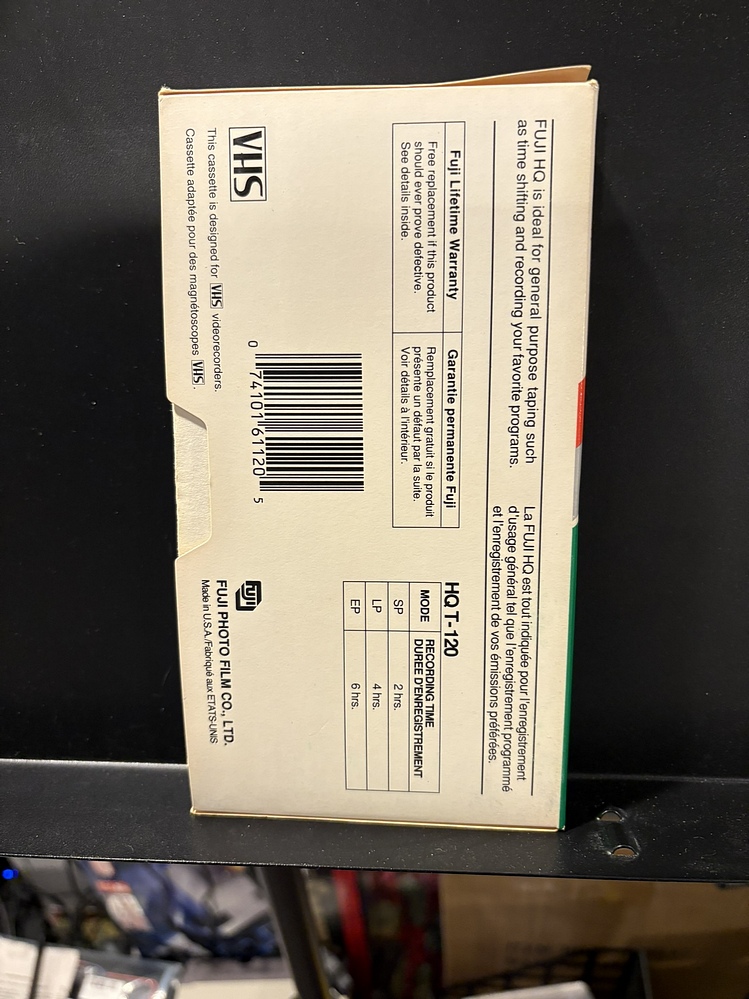 FUJI HQ is ideal for general purpose taping such
as time shifting and recording your favorite programs.
La FUJI HQ est tout indiquée pour l'enregistrement
d'usage général tel que l'enregistrement programmé
et l'enregistrement de vos émissions préférées.
Fuji Lifetime Warranty
Free replacement if this product
should ever prove defective.
See details inside.
Garantie permanente Fuji
Remplacement gratuit si le produit
présente un défaut par la suite.
Voir détails à l'intérieur.
HQ T-120
MODE
RECORDING TIME
DUREE D'ENREGISTREMENT
SP 2 hrs.
LP 4 hrs.
EP 6 hrs.
VHS
This cassette is designed for VHS videorecorders.
Cassette adaptée pour des magnétoscopes VHS.
0 74101 61120 5
FUJI
FUJI PHOTO FILM CO., LTD.
Made in U.S.A./Fabriqué aux ETATS-UNIS